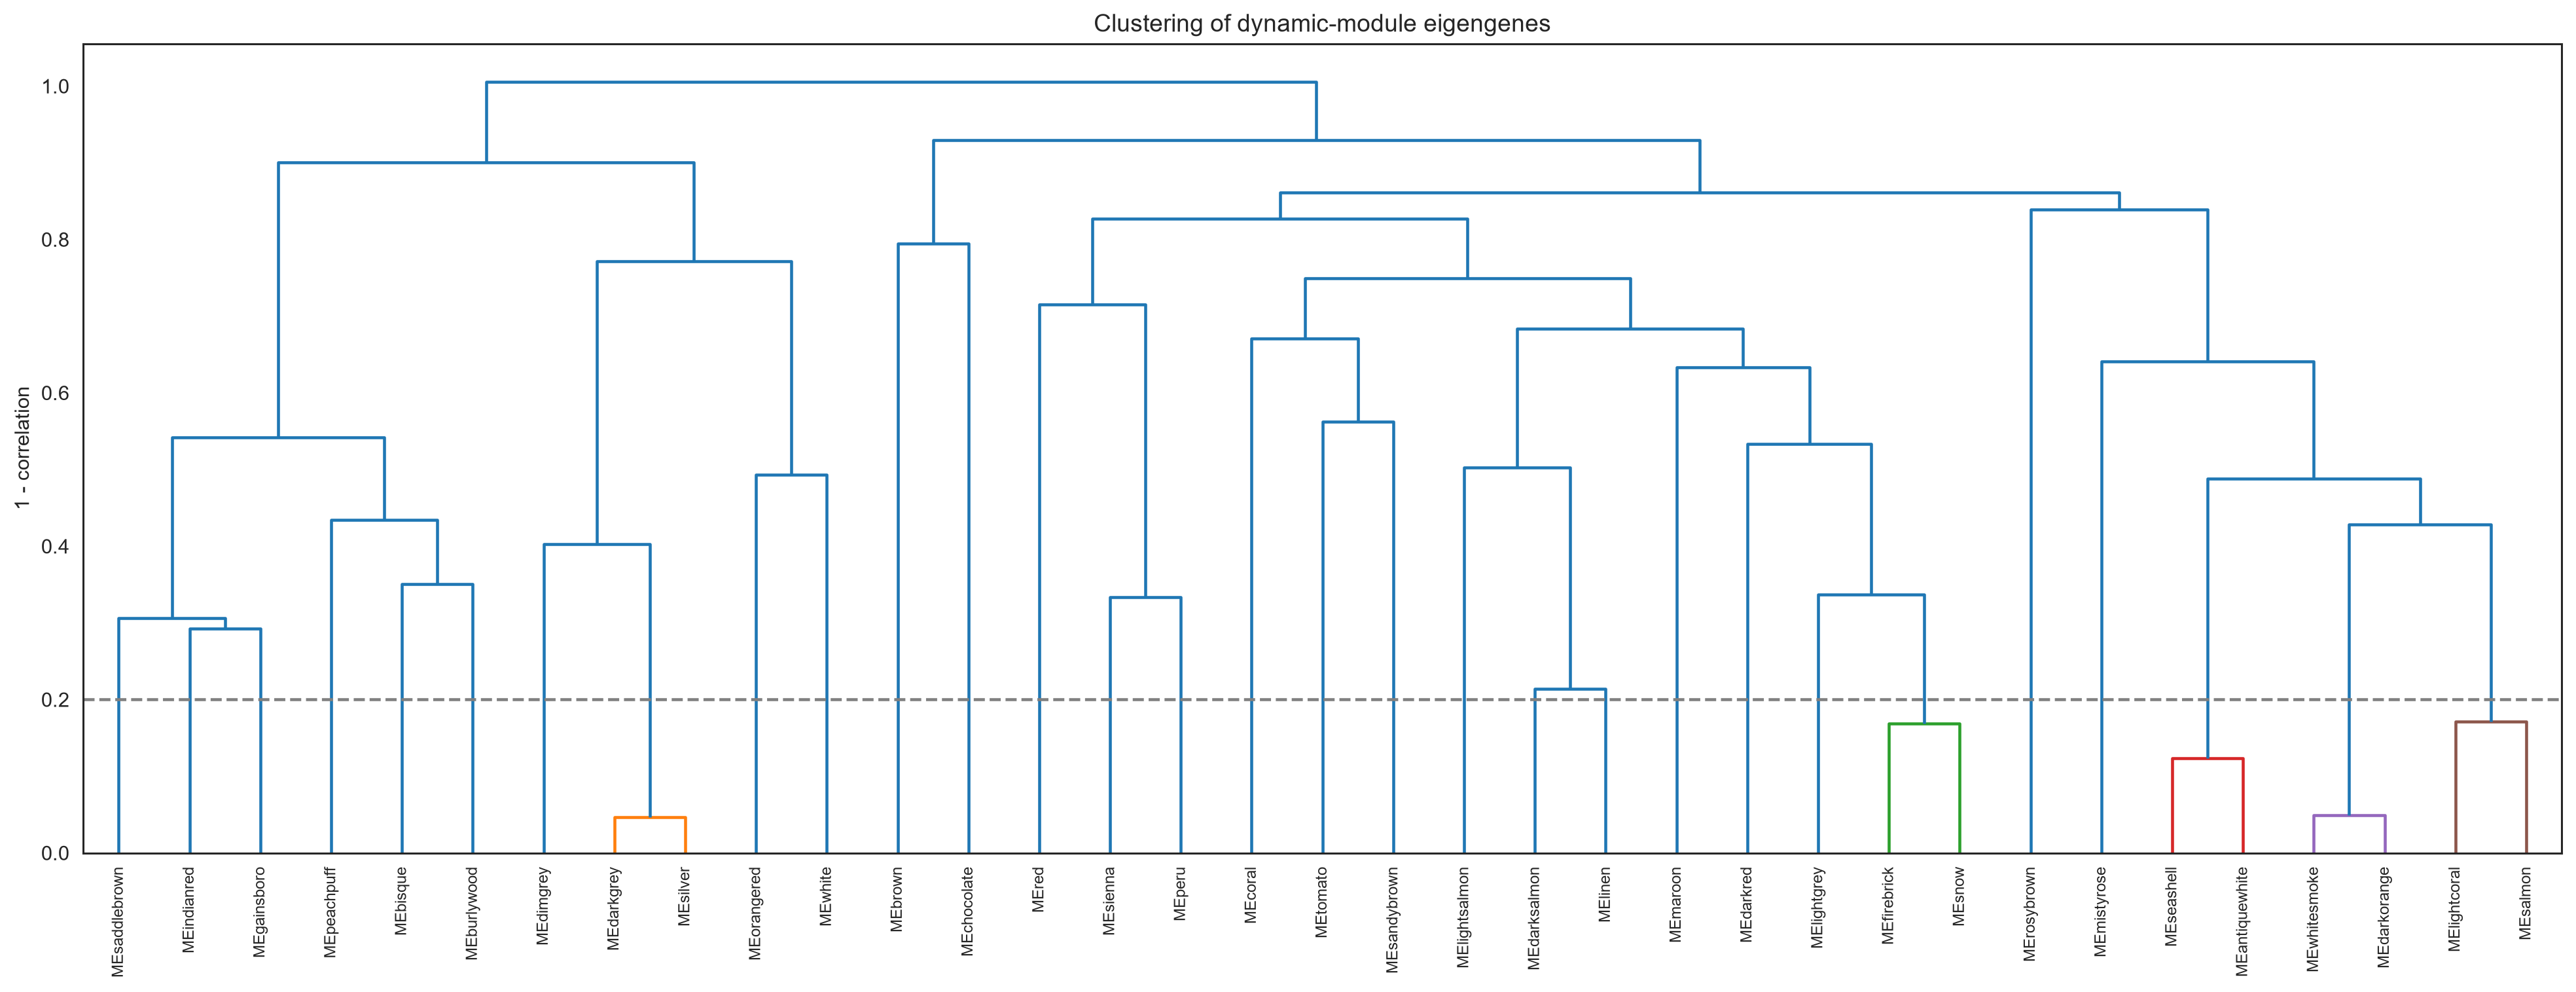 Clustering of dynamic-module eigengenes
1 - correlation
1.0
0.8
0.6
0.4
0.2
0.0
MEsaddlebrown
MEindianred
MEgainsboro
MEpeachpuff
MEbisque
MEburlywood
MEdimgrey
MEdarkgrey
MEsilver
MEorangered
MEwhite
MEbrown
MEchocolate
MEred
MEsienna
MEperu
MEcoral
MEtomato
MEsandybrown
MElightsalmon
MEdarksalmon
MElinen
MEmaroon
MEdarkred
MElightgrey
MEfirebrick
MEsnow
MErosybrown
MEmistyrose
MEseashell
MEantiquewhite
MEwhitesmoke
MEdarkorange
MElightcoral
MEsalmon